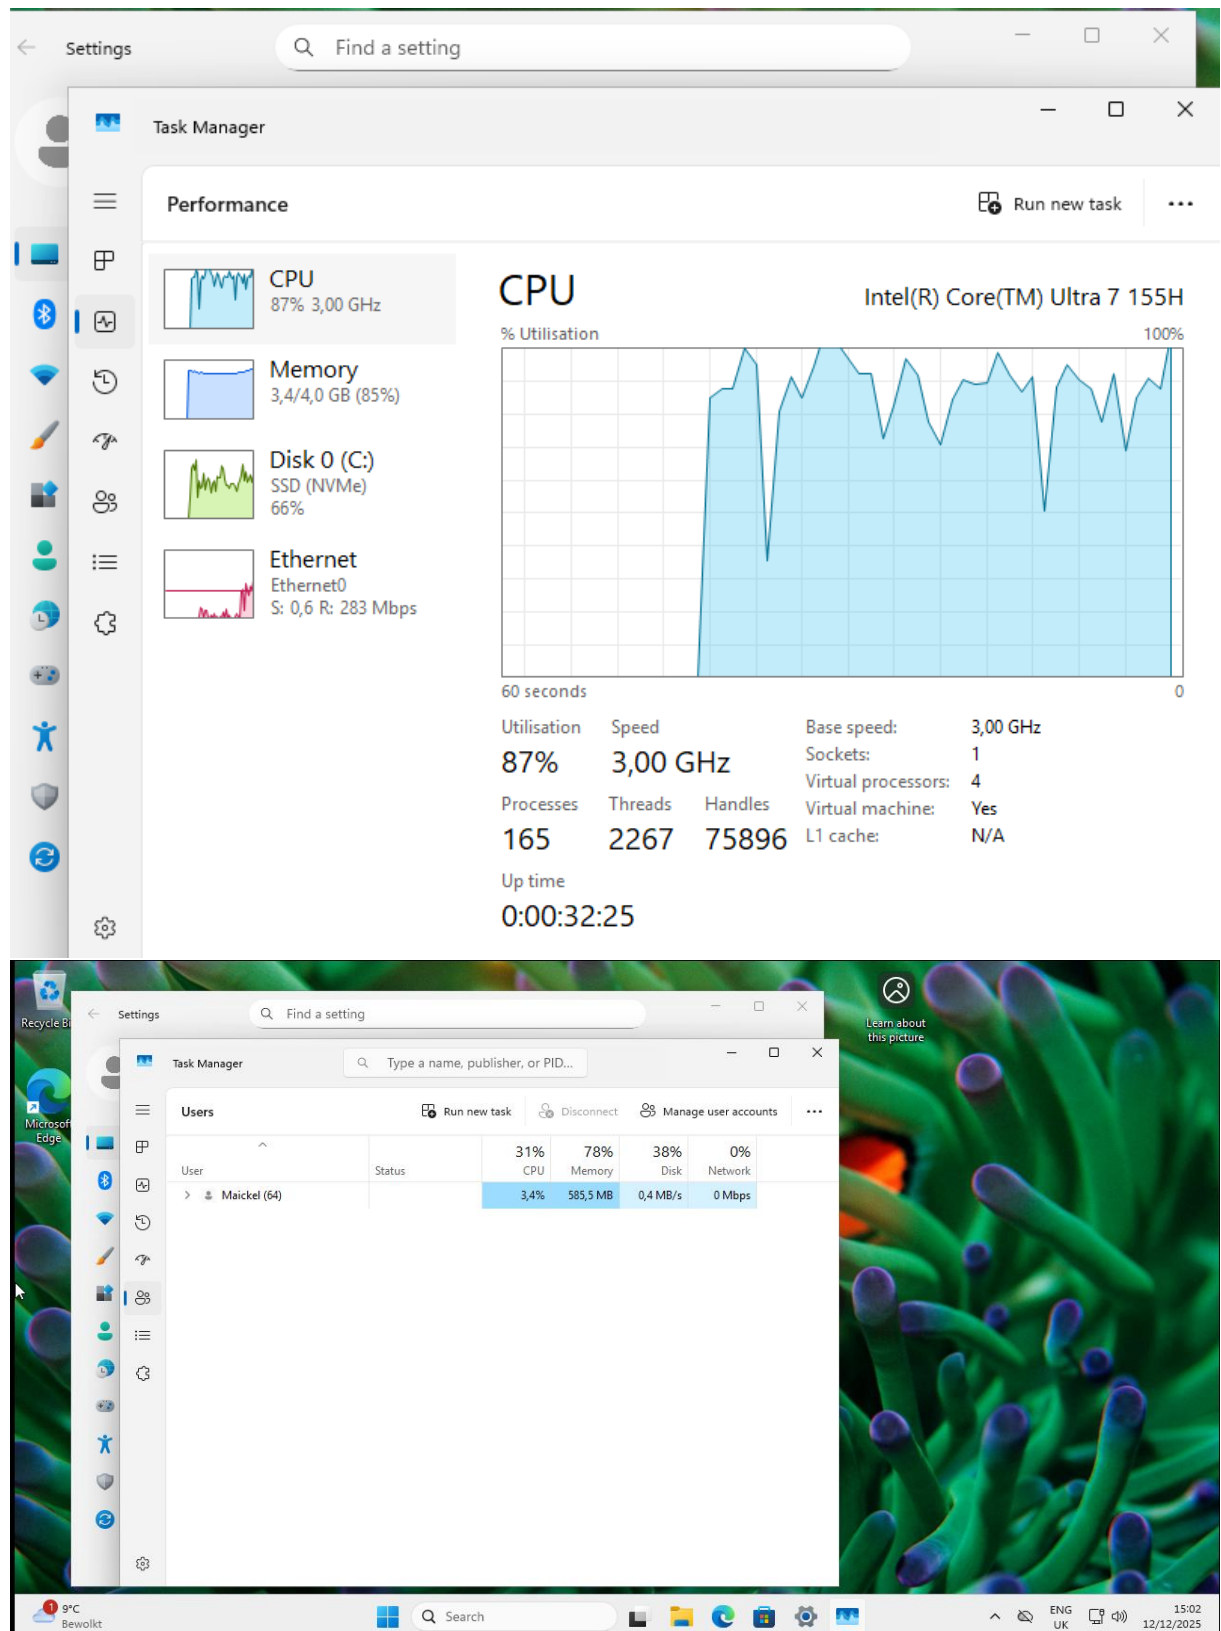 Settings
Find a setting
Task Manager
Performance
Run new task
CPU
87% 3,00 GHz
Memory
3,4/4,0 GB (85%)
Disk 0 (C:)
SSD (NVMe)
66%
Ethernet
Ethernet0
S: 0,6 R: 283 Mbps
CPU
Intel(R) Core(TM) Ultra 7 155H
% Utilisation
100%
60 seconds
0
Utilisation
87%
Speed
3,00 GHz
Processes
165
Threads
2267
Handles
75896
Up time
0:00:32:25
Base speed: 3,00 GHz
Sockets: 1
Virtual processors: 4
Virtual machine: Yes
L1 cache: N/A
Recycle Bi
Microsof
Edge
Learn about
this picture
Settings
Find a setting
Task Manager
Type a name, publisher, or PID...
Users
Run new task
Disconnect
Manage user accounts
31% 78% 38% 0%
User Status CPU Memory Disk Network
Maickel (64) 3,4% 585,5 MB 0,4 MB/s 0 Mbps
1
9°C
Bewolkt
Search
ENG
UK
15:02
12/12/2025